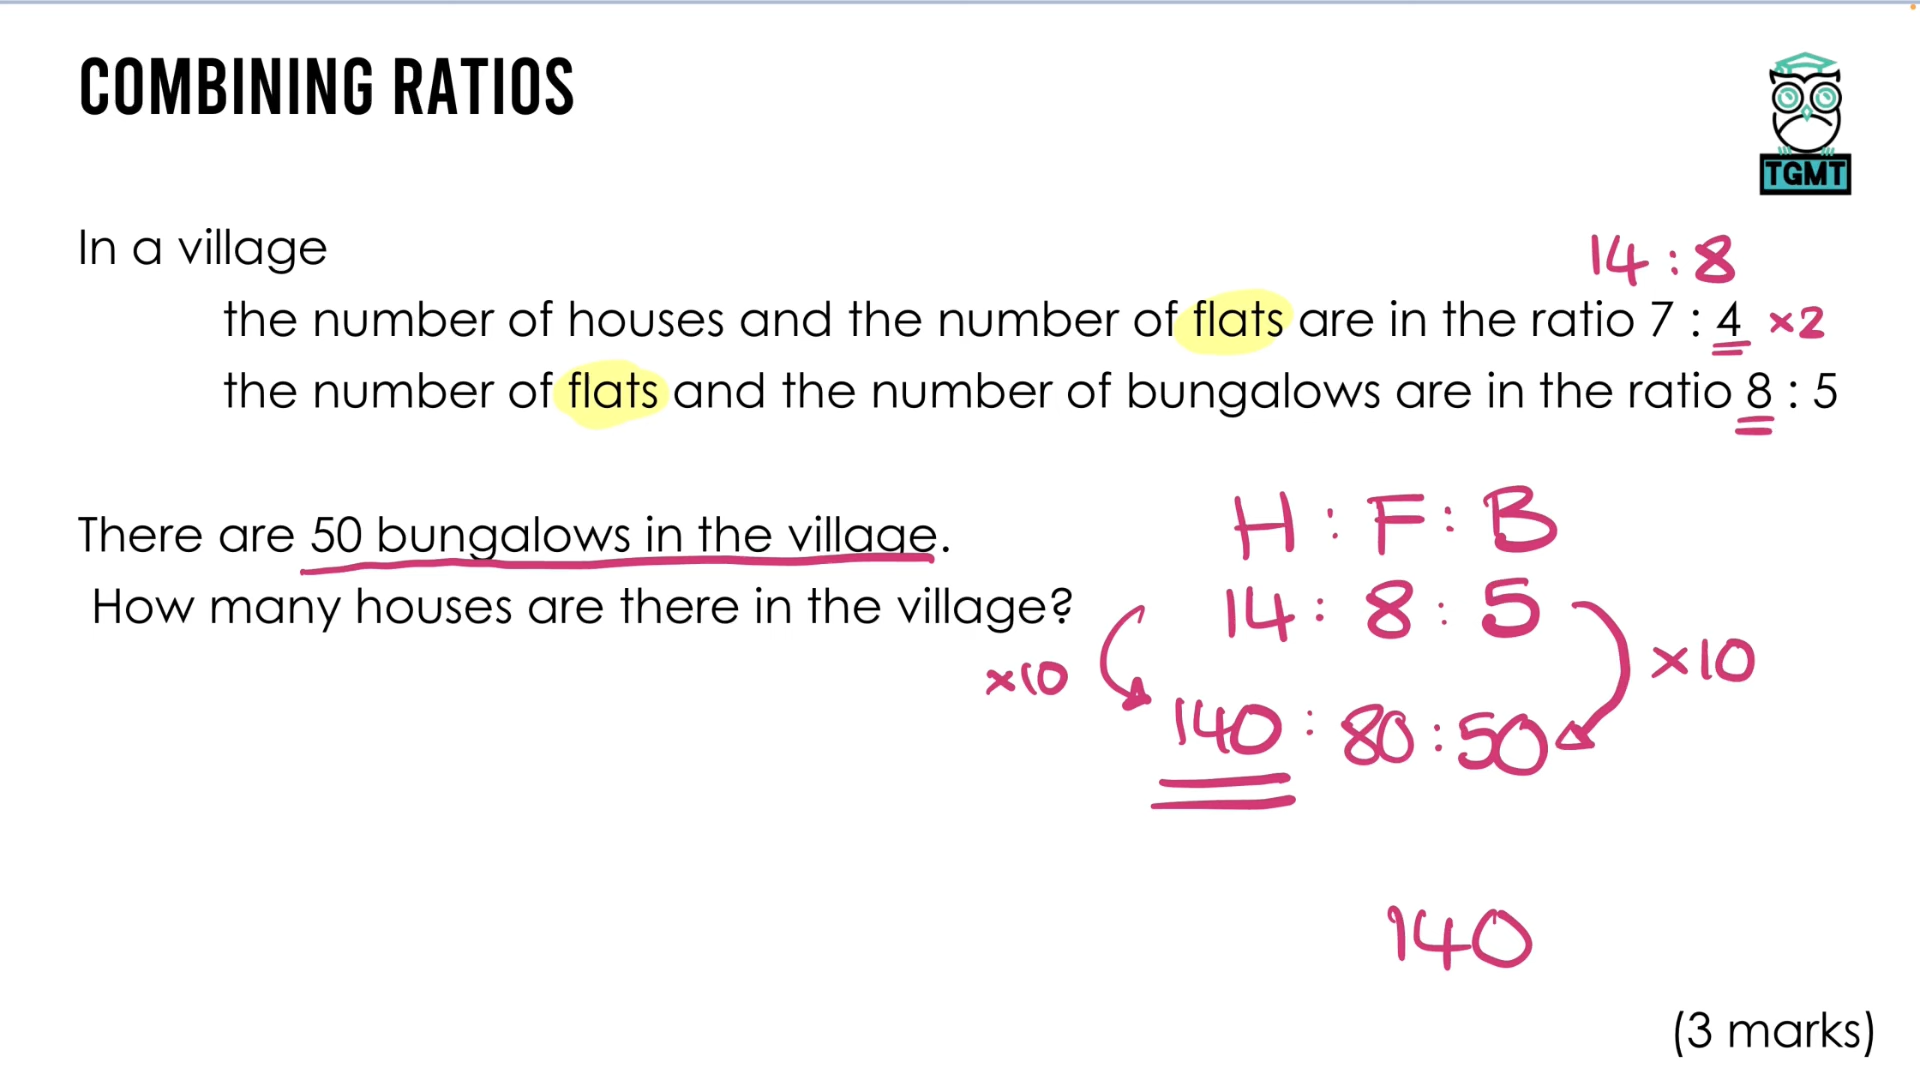 COMBINING RATIOS
TGMT
In a village
14 : 8
the number of houses and the number of flats are in the ratio 7 : 4 ×2
the number of flats and the number of bungalows are in the ratio 8 : 5
There are 50 bungalows in the village.
H : F : B
How many houses are there in the village?
14 : 8 : 5
×10
×10
140 : 80 : 50
140
(3 marks)